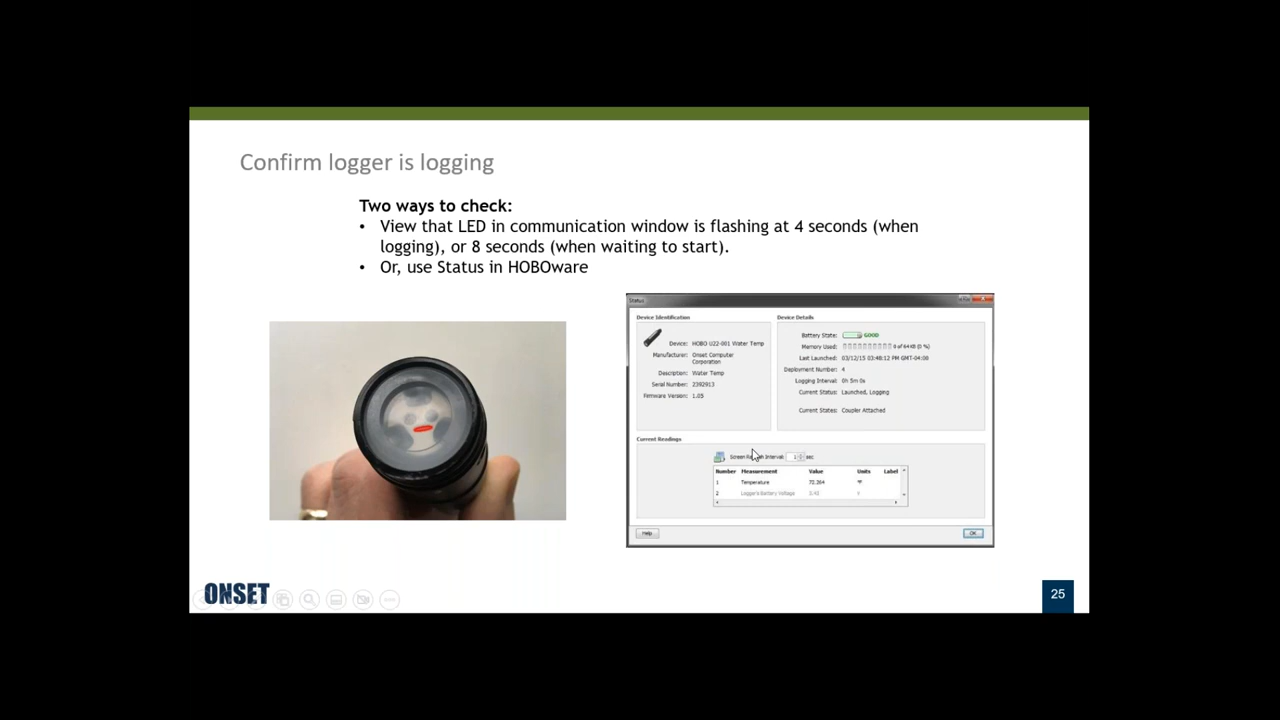 Confirm logger is logging
Two ways to check:
• View that LED in communication window is flashing at 4 seconds (when
logging), or 8 seconds (when waiting to start).
• Or, use Status in HOBOware
Status
Device Identification
Device: HOBO U22-001 Water Temp
Manufacturer: Onset Computer
Corporation
Description: Water Temp
Serial Number: 2392913
Firmware Version: 1.05
Device Details
Battery State: GOOD
Memory Used: 0 of 64 KB (0 %)
Last Launched: 03/12/15 03:48:12 PM GMT-04:00
Deployment Number: 4
Logging Interval: 0h 5m 0s
Current Status: Launched, Logging
Current States: Coupler Attached
Current Readings
Screen Interval: 1 sec
Number Measurement Value Units Label
1 Temperature 72.264 °F
2 Logger's Battery Voltage
Help
OK
ONSET
25